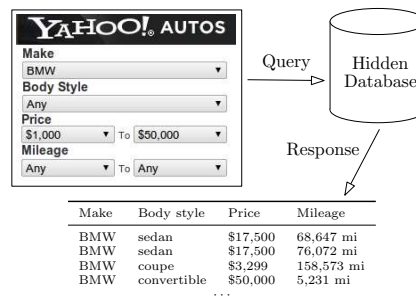 YAHOO!® AUTOS
Make
BMW
Body Style
Any
Price
$1,000 To $50,000
Mileage
Any To Any
Query
Hidden
Database
Response
Make Body style Price Mileage
BMW sedan $17,500 68,647 mi
BMW sedan $17,500 76,072 mi
BMW coupe $3,299 158,573 mi
BMW convertible $50,000 5,231 mi
...